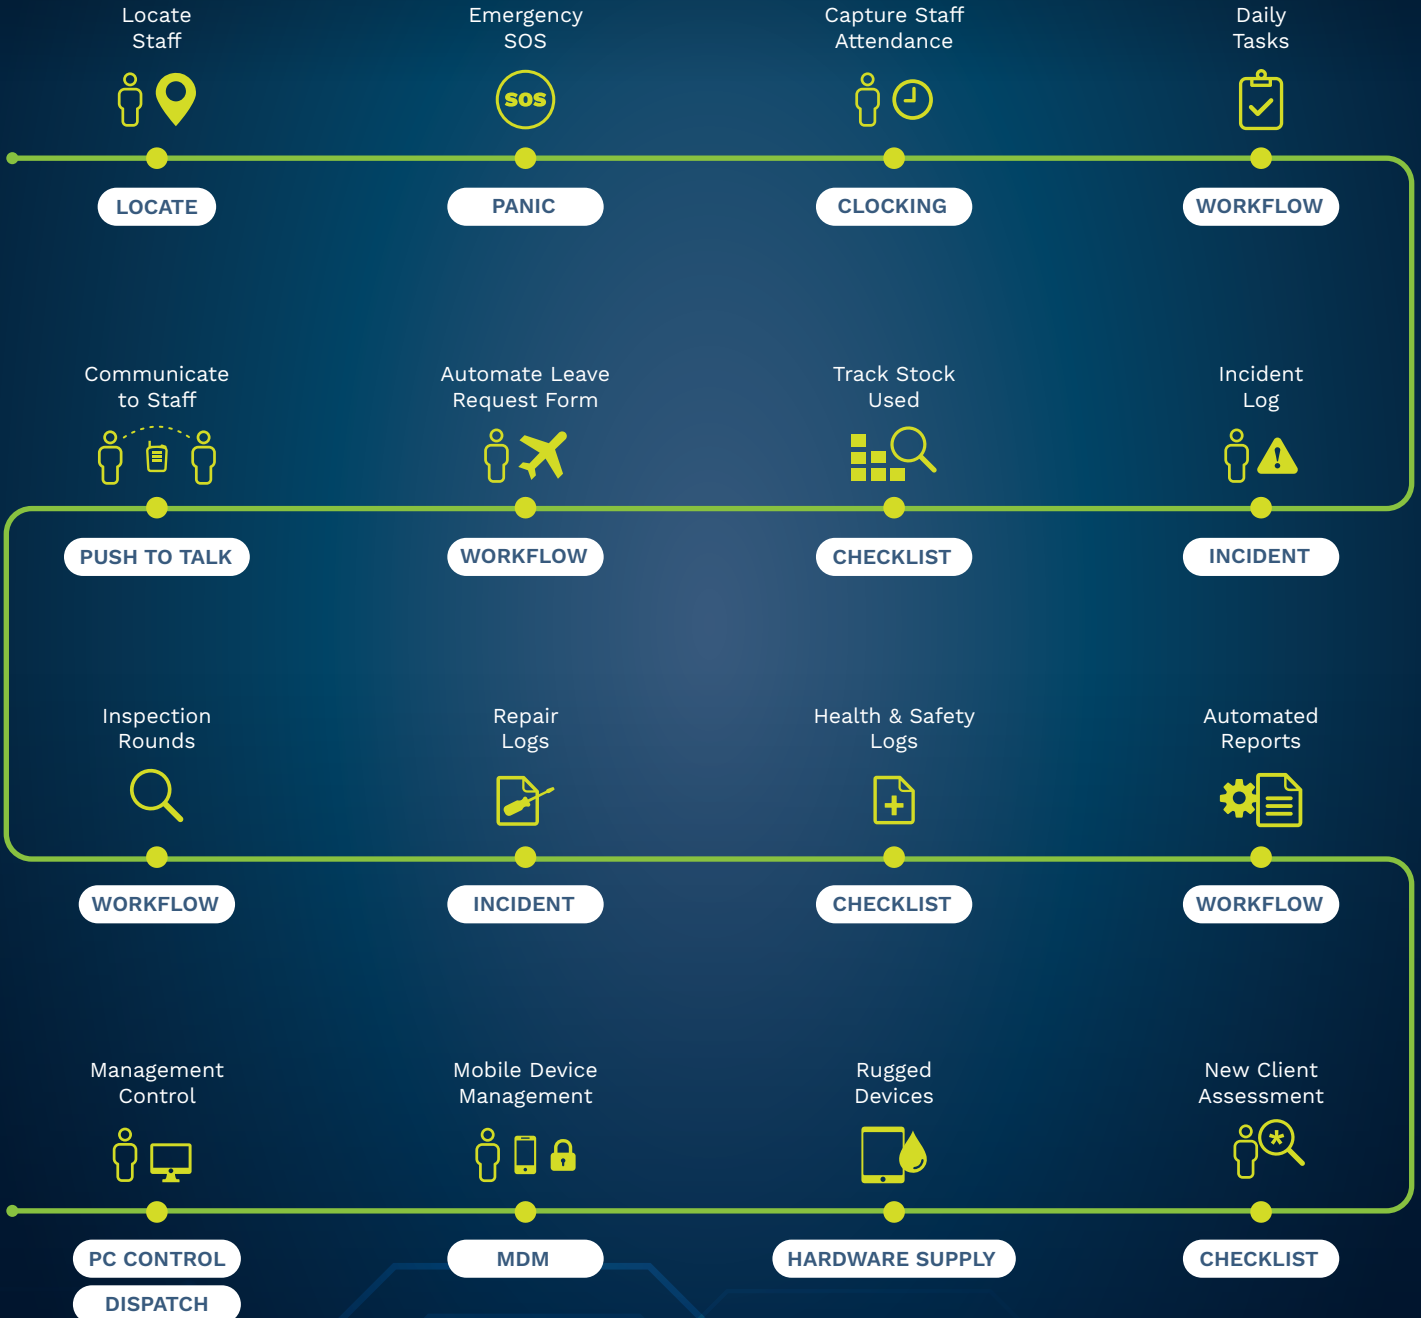 Locate
Staff
Emergency
SOS
Capture Staff
Attendance
Daily
Tasks
SOS
LOCATE
PANIC
CLOCKING
WORKFLOW
Communicate
to Staff
Automate Leave
Request Form
Track Stock
Used
Incident
Log
PUSH TO TALK
WORKFLOW
CHECKLIST
INCIDENT
Inspection
Rounds
Repair
Logs
Health & Safety
Logs
Automated
Reports
WORKFLOW
INCIDENT
CHECKLIST
WORKFLOW
Management
Control
Mobile Device
Management
Rugged
Devices
New Client
Assessment
PC CONTROL
DISPATCH
MDM
HARDWARE SUPPLY
CHECKLIST